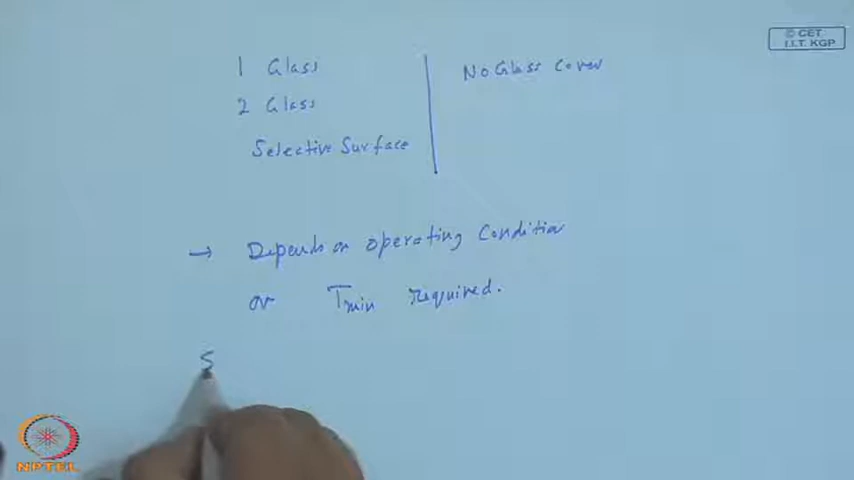 © CET
I.I.T. KGP
1 Glass
2 Glass
Selective Surface
No Glass Cover
→ Depends on operating Condition
or Tmin required.
S
NPTEL